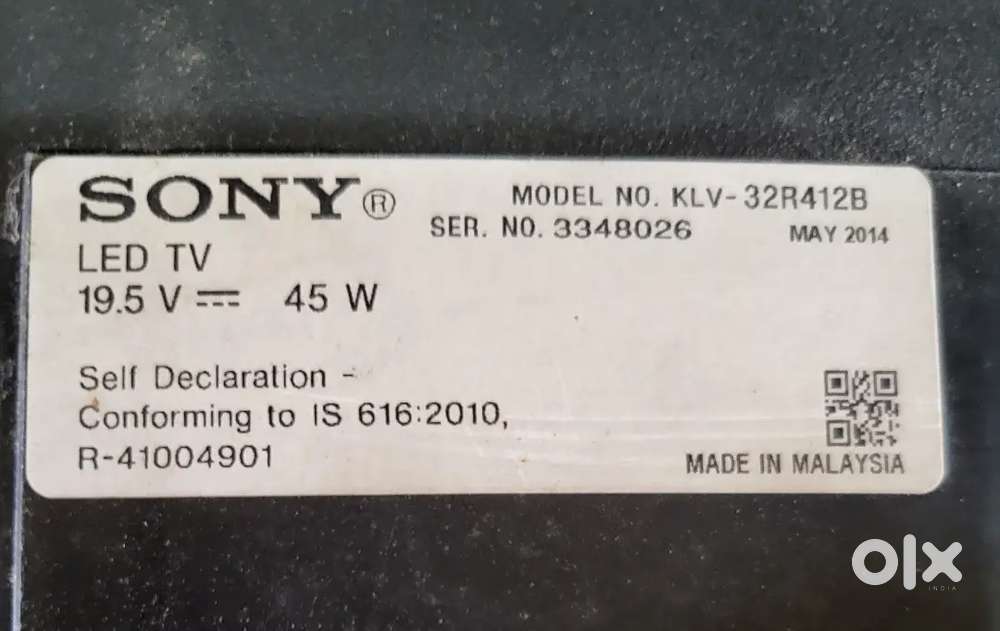 SONY®
MODEL NO. KLV-32R412B
SER. NO. 3348026
MAY 2014
LED TV
19.5 V ⎓ 45 W
Self Declaration -
Conforming to IS 616:2010,
R-41004901
MADE IN MALAYSIA
olx
INDIA